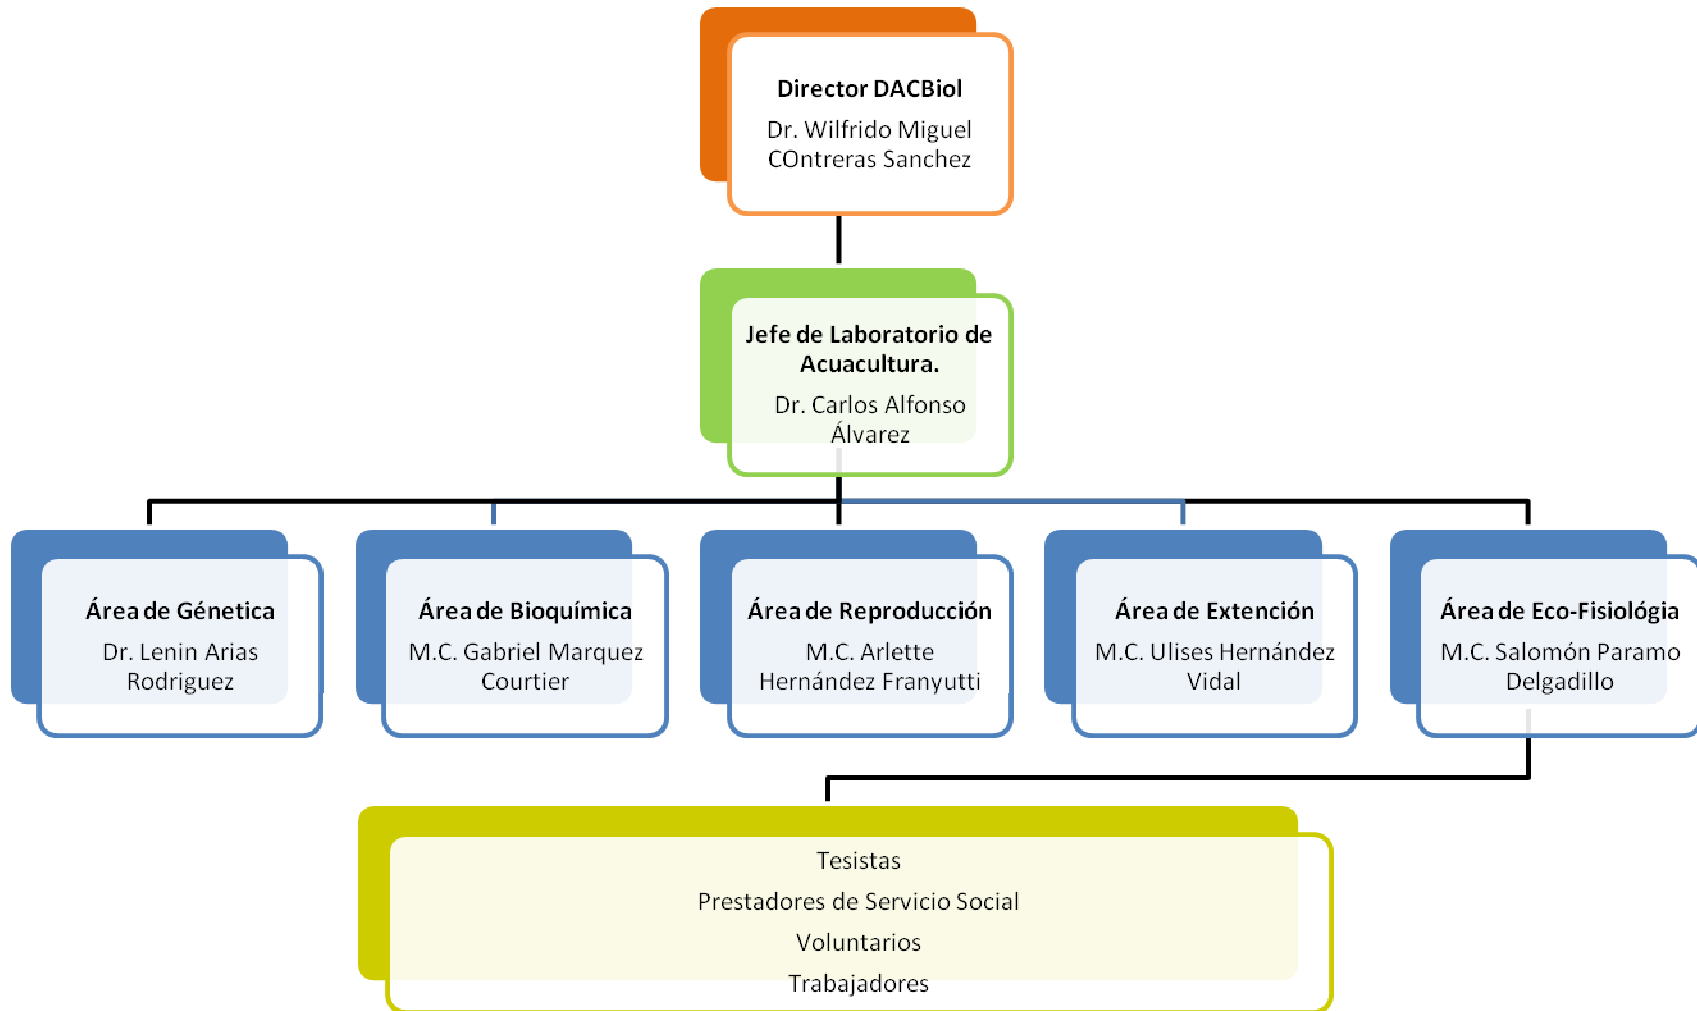 Director DACBiol
Dr. Wilfrido Miguel
COntreras Sanchez
Jefe de Laboratorio de
Acuacultura.
Dr. Carlos Alfonso
Álvarez
Área de Génetica
Dr. Lenin Arias
Rodriguez
Área de Bioquímica
M.C. Gabriel Marquez
Courtier
Área de Reproducción
M.C. Arlette
Hernández Franyutti
Área de Extención
M.C. Ulises Hernández
Vidal
Área de Eco-Fisiológia
M.C. Salomón Paramo
Delgadillo
Tesistas
Prestadores de Servicio Social
Voluntarios
Trabajadores